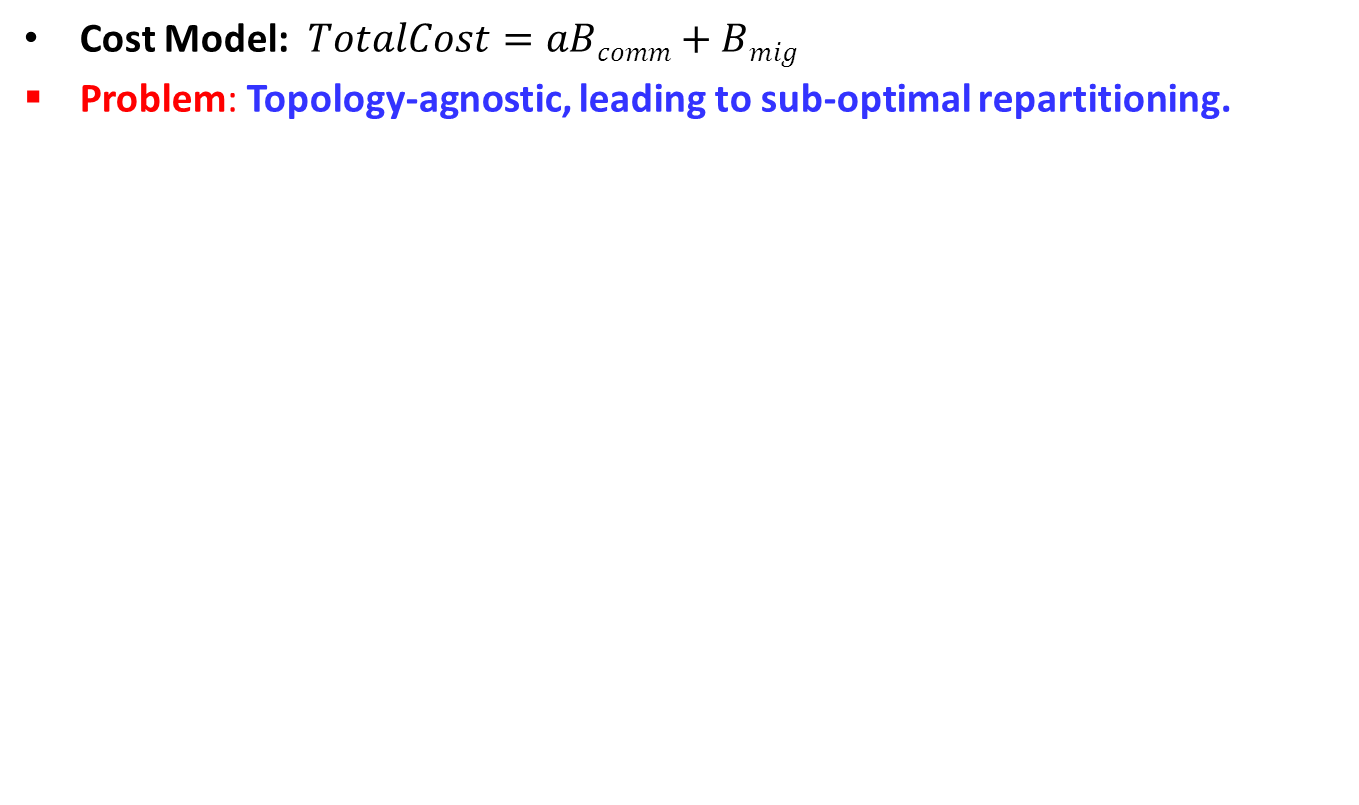 • Cost Model: TotalCost = aB_comm + B_mig
▪ Problem: Topology-agnostic, leading to sub-optimal repartitioning.